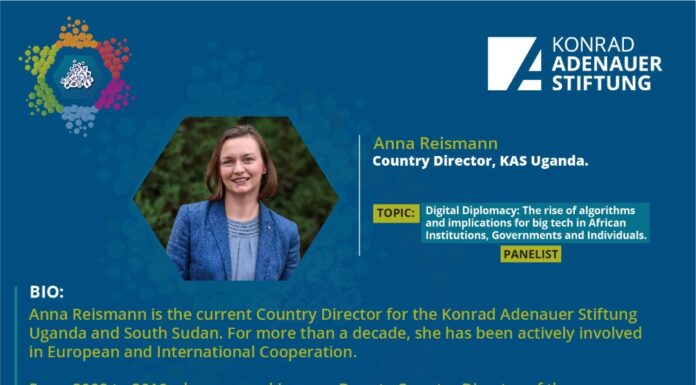 KONRAD
ADENAUER
STIFTUNG
Anna Reismann
Country Director, KAS Uganda.
TOPIC: Digital Diplomacy: The rise of algorithms
and implications for big tech in African
Institutions, Governments and Individuals.
PANELIST
BIO:
Anna Reismann is the current Country Director for the Konrad Adenauer Stiftung
Uganda and South Sudan. For more than a decade, she has been actively involved
in European and International Cooperation.